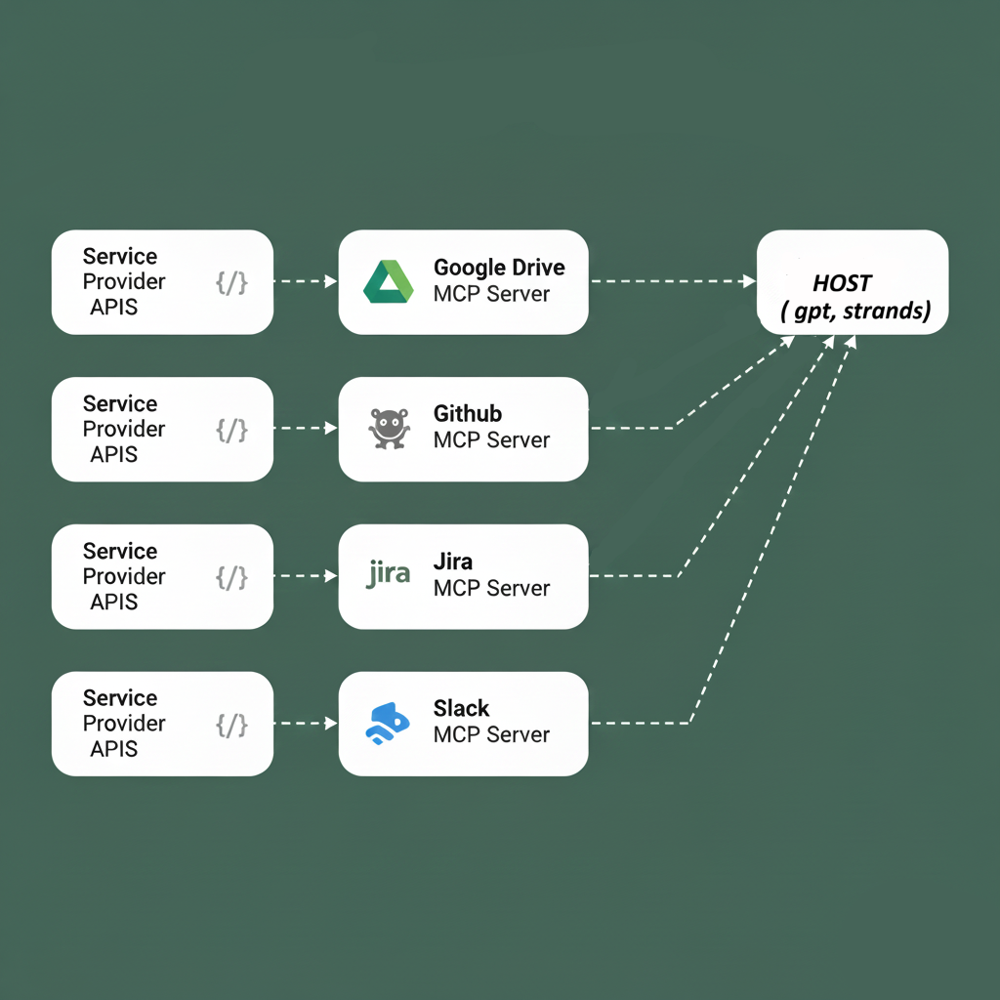 Service
Provider
APIS
{/}
Google Drive
MCP Server
HOST
( gpt, strands)
Service
Provider
APIS
{/}
Github
MCP Server
Service
Provider
APIS
{/}
jira
Jira
MCP Server
Service
Provider
APIS
{/}
Slack
MCP Server